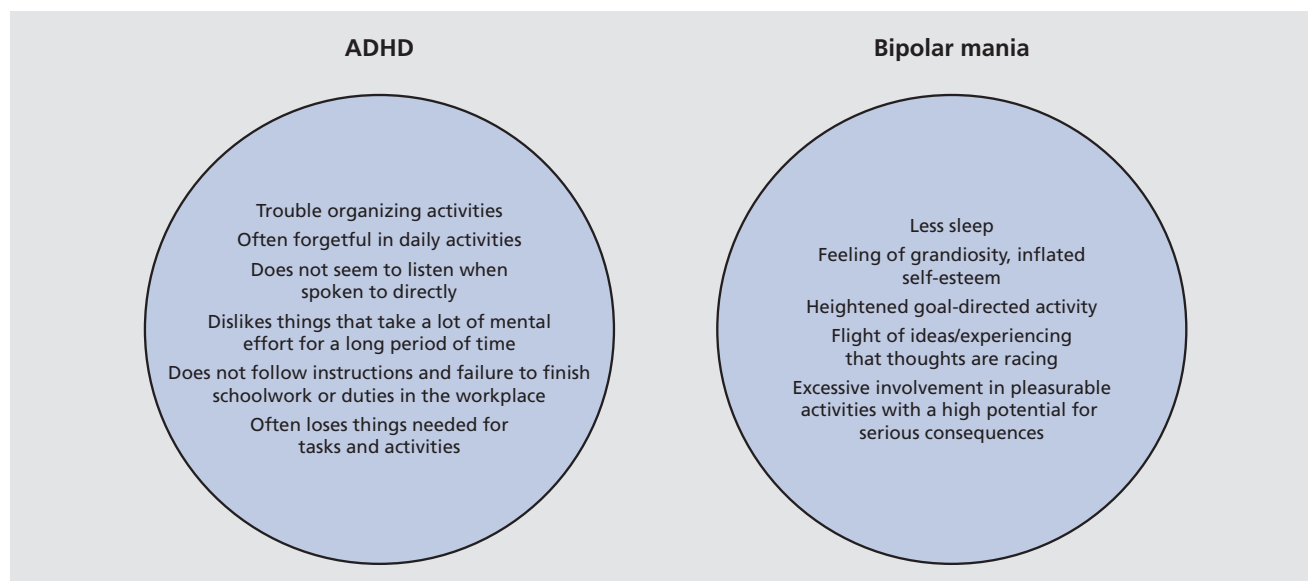 ADHD
Trouble organizing activities
Often forgetful in daily activities
Does not seem to listen when
spoken to directly
Dislikes things that take a lot of mental
effort for a long period of time
Does not follow instructions and failure to finish
schoolwork or duties in the workplace
Often loses things needed for
tasks and activities
Bipolar mania
Less sleep
Feeling of grandiosity, inflated
self-esteem
Heightened goal-directed activity
Flight of ideas/experiencing
that thoughts are racing
Excessive involvement in pleasurable
activities with a high potential for
serious consequences